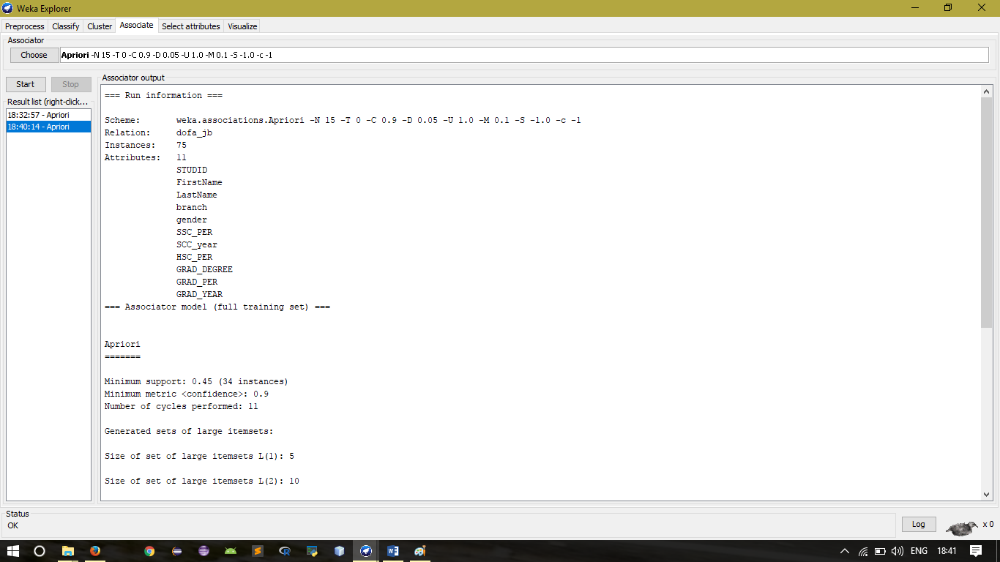 Weka Explorer
Preprocess Classify Cluster Associate Select attributes Visualize
Associator
Choose Apriori -N 15 -T 0 -C 0.9 -D 0.05 -U 1.0 -M 0.1 -S -1.0 -c -1
Start Stop
Result list (right-click...
18:32:57 - Apriori
18:40:14 - Apriori
Associator output
=== Run information ===
Scheme: weka.associations.Apriori -N 15 -T 0 -C 0.9 -D 0.05 -U 1.0 -M 0.1 -S -1.0 -c -1
Relation: dofa_jb
Instances: 75
Attributes: 11
STUDID
FirstName
LastName
branch
gender
SSC_PER
SCC_year
HSC_PER
GRAD_DEGREE
GRAD_PER
GRAD_YEAR
=== Associator model (full training set) ===
Apriori
=======
Minimum support: 0.45 (34 instances)
Minimum metric <confidence>: 0.9
Number of cycles performed: 11
Generated sets of large itemsets:
Size of set of large itemsets L(1): 5
Size of set of large itemsets L(2): 10
Status
OK
Log x 0
ENG 18:41